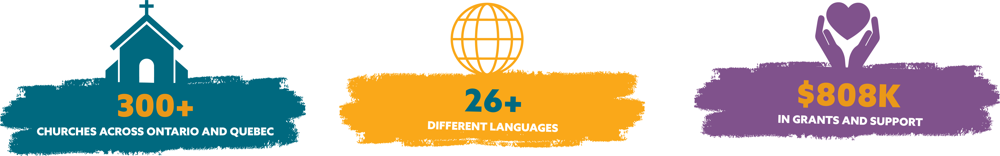 300+
CHURCHES ACROSS ONTARIO AND QUEBEC
26+
DIFFERENT LANGUAGES
$808K
IN GRANTS AND SUPPORT